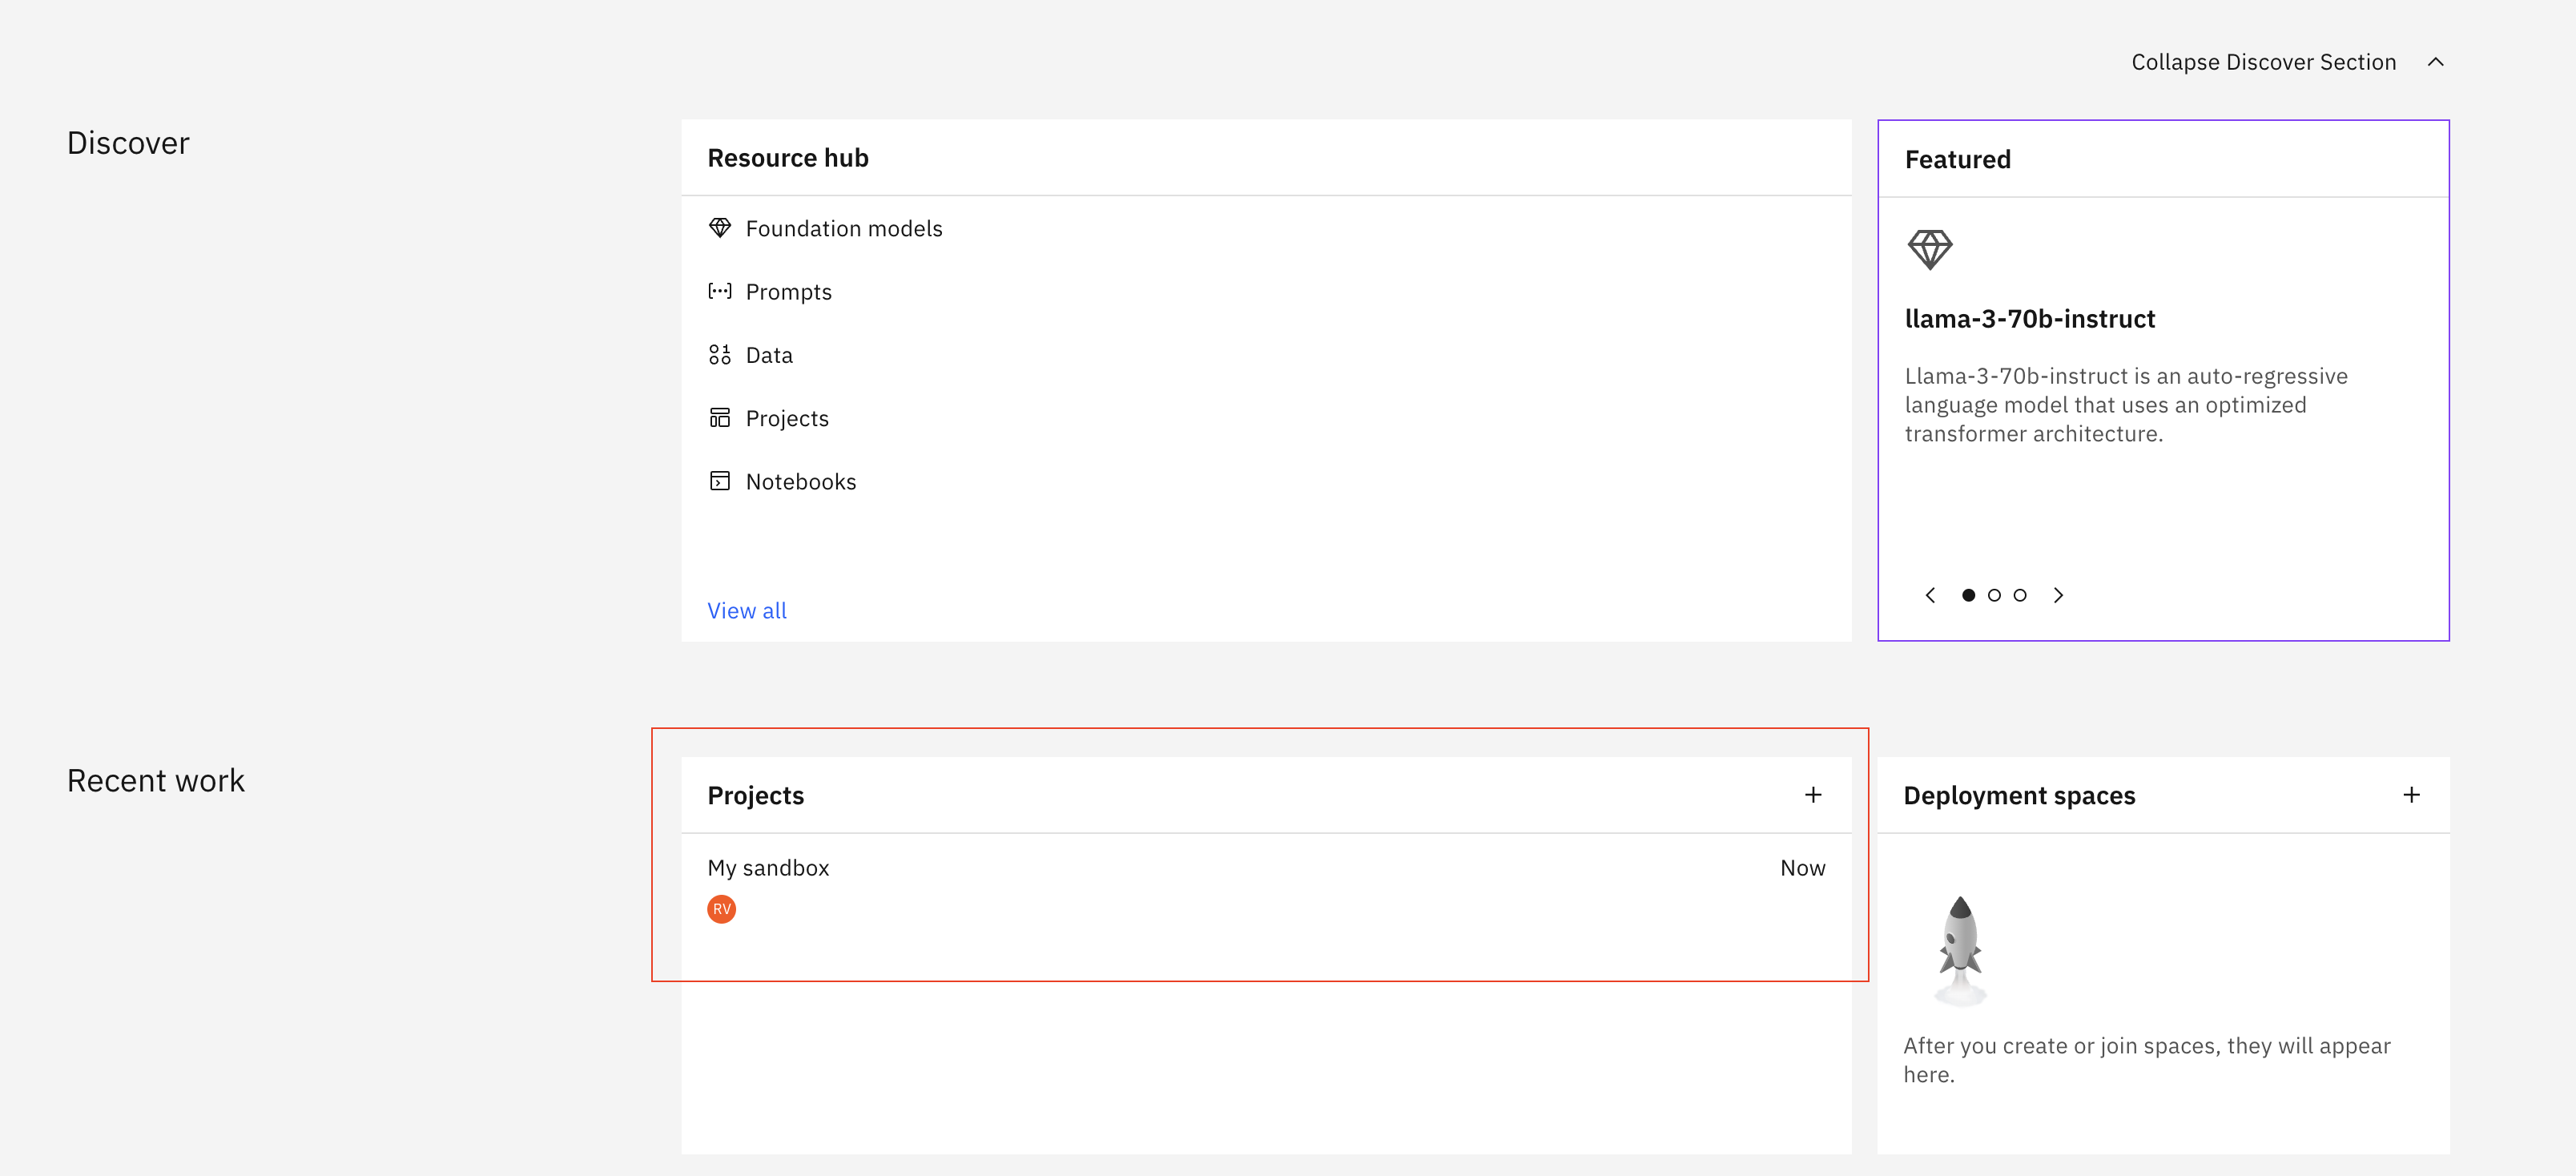 Collapse Discover Section
Discover
Resource hub
Foundation models
Prompts
Data
Projects
Notebooks
View all
Featured
llama-3-70b-instruct
Llama-3-70b-instruct is an auto-regressive
language model that uses an optimized
transformer architecture.
Recent work
Projects
My sandbox
Now
RV
Deployment spaces
After you create or join spaces, they will appear
here.